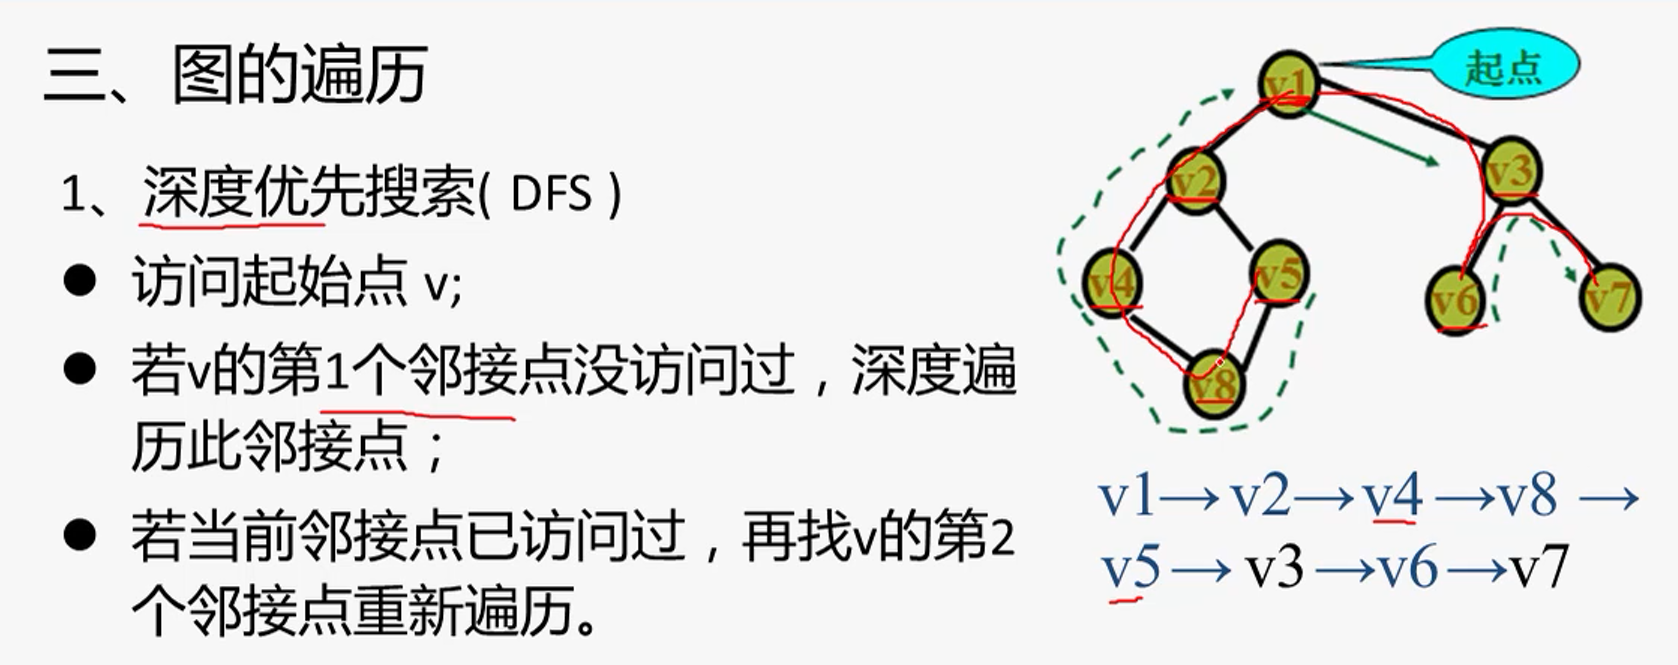 三、图的遍历
1、深度优先搜索( DFS )
● 访问起始点 v;
● 若v的第1个邻接点没访问过，深度遍
历此邻接点；
● 若当前邻接点已访问过，再找v的第2
个邻接点重新遍历。
起点
v1
v2
v3
v4
v5
v6
v7
v8
v1→v2→v4→v8→
v5→v3→v6→v7